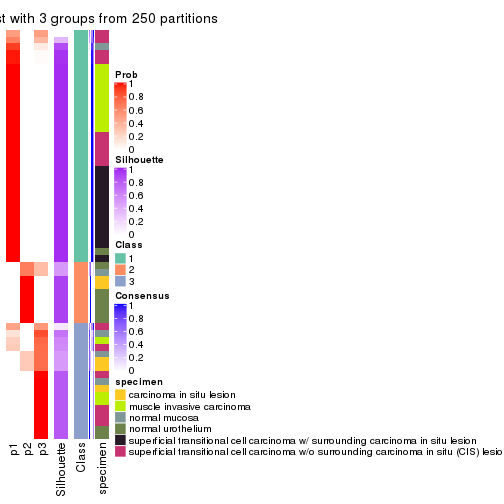 st with 3 groups from 250 partitions
Prob
1
0.8
0.6
0.4
0.2
0
Silhouette
1
0.8
0.6
0.4
0.2
0
Class
1
2
3
Consensus
1
0.8
0.6
0.4
0.2
0
specimen
carcinoma in situ lesion
muscle invasive carcinoma
normal mucosa
normal urothelium
superficial transitional cell carcinoma w/ surrounding carcinoma in situ lesion
superficial transitional cell carcinoma w/o surrounding carcinoma in situ (CIS) lesio
p1
p2
p3
Silhouette
Class
specimen